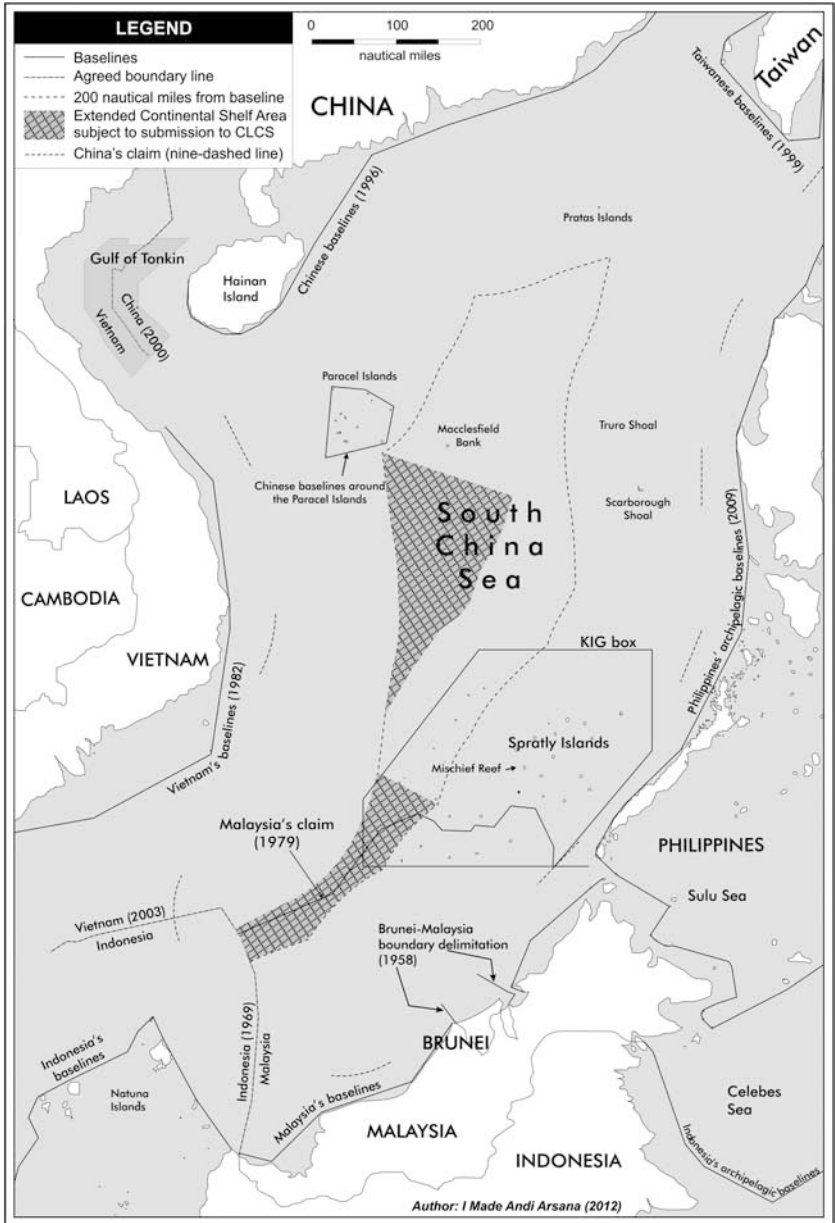 LEGEND
Baselines
Agreed boundary line
200 nautical miles from baseline
Extended Continental Shelf Area
subject to submission to CLCS
China's claim (nine-dashed line)
0 100 200
nautical miles
CHINA
Taiwan
Taiwanese baselines (1999)
Chinese baselines (1996)
Pratas Islands
Gulf of Tonkin
Hainan
Island
China (2000)
Vietnam
Paracel Islands
Macclesfield
Bank
Truro Shoal
Chinese baselines around
the Paracel Islands
Scarborough
Shoal
LAOS
South
China
Sea
CAMBODIA
VIETNAM
Philippines' archipelagic baselines (2009)
KIG box
Vietnam's baselines (1982)
Spratly Islands
Mischief Reef
Malaysia's claim
(1979)
PHILIPPINES
Sulu Sea
Vietnam (2003)
Indonesia
Brunei-Malaysia
boundary delimitation
(1958)
Indonesia (1969)
Malaysia
BRUNEI
Indonesia's
baselines
Natuna
Islands
Malaysia's baselines
Celebes
Sea
MALAYSIA
INDONESIA
Indonesia's archipelagic baselines
Author: I Made Andi Arsana (2012)